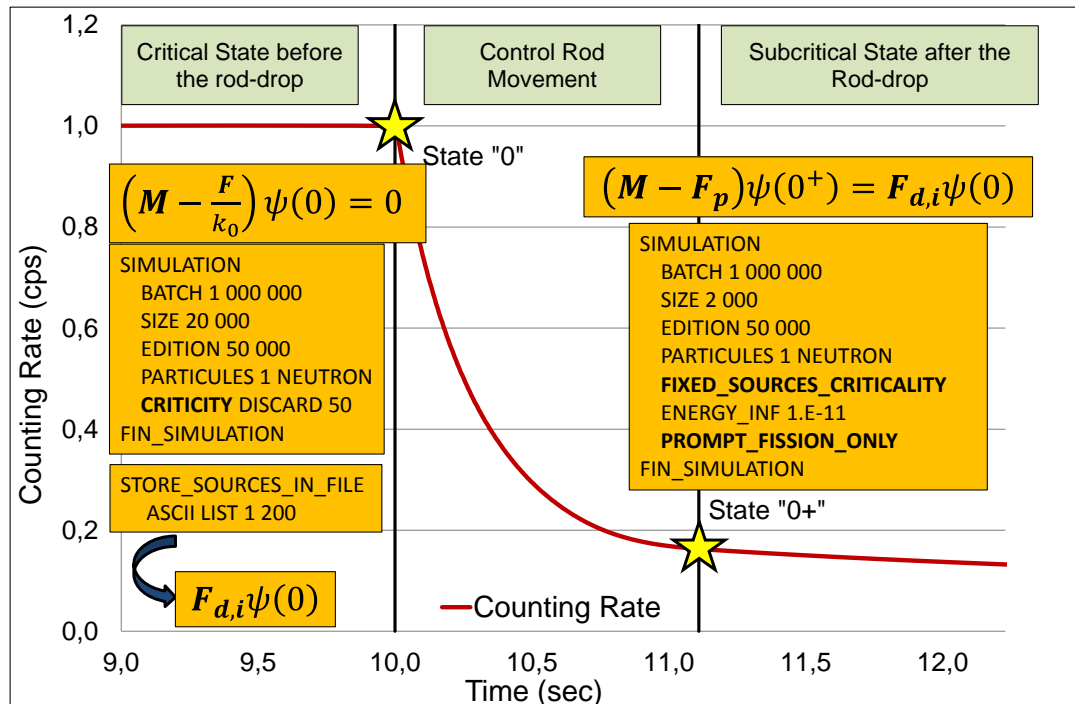 Critical State before
the rod-drop
Control Rod
Movement
Subcritical State after the
Rod-drop
1,2
1,0
0,8
0,6
0,4
0,2
0,0
Counting Rate (cps)
State "0"
(M − F/k₀) ψ(0) = 0
SIMULATION
BATCH 1 000 000
SIZE 20 000
EDITION 50 000
PARTICULES 1 NEUTRON
CRITICITY DISCARD 50
FIN_SIMULATION
STORE_SOURCES_IN_FILE
ASCII LIST 1 200
F_{d,i}ψ(0)
(M − F_p)ψ(0⁺) = F_{d,i}ψ(0)
SIMULATION
BATCH 1 000 000
SIZE 2 000
EDITION 50 000
PARTICULES 1 NEUTRON
FIXED_SOURCES_CRITICALITY
ENERGY_INF 1.E-11
PROMPT_FISSION_ONLY
FIN_SIMULATION
State "0+"
Counting Rate
9,0 9,5 10,0 10,5 11,0 11,5 12,0
Time (sec)